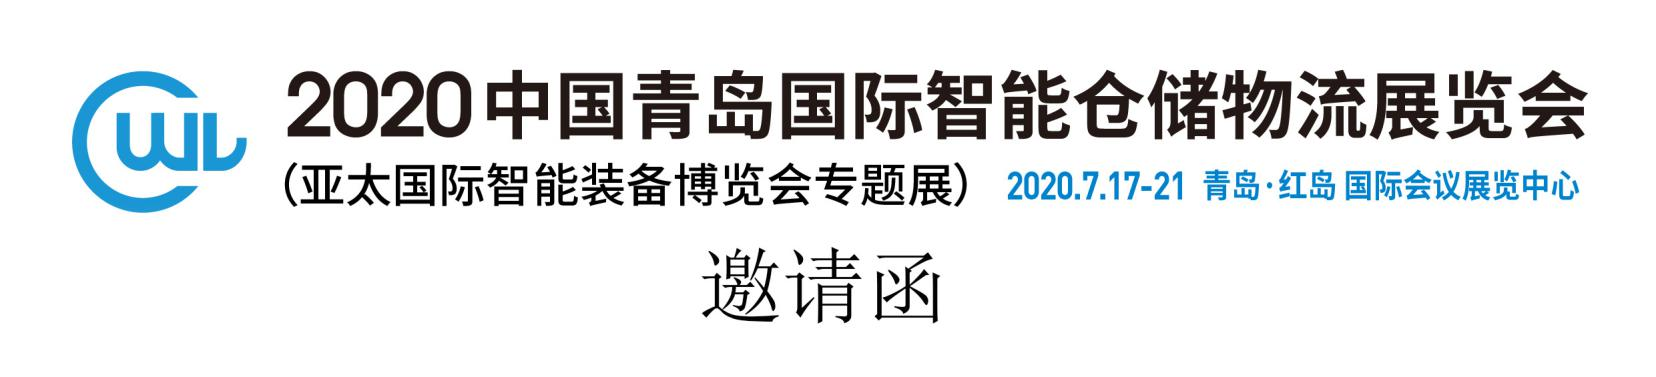 CWL
2020中国青岛国际智能仓储物流展览会
(亚太国际智能装备博览会专题展) 2020.7.17-21 青岛·红岛 国际会议展览中心
邀请函